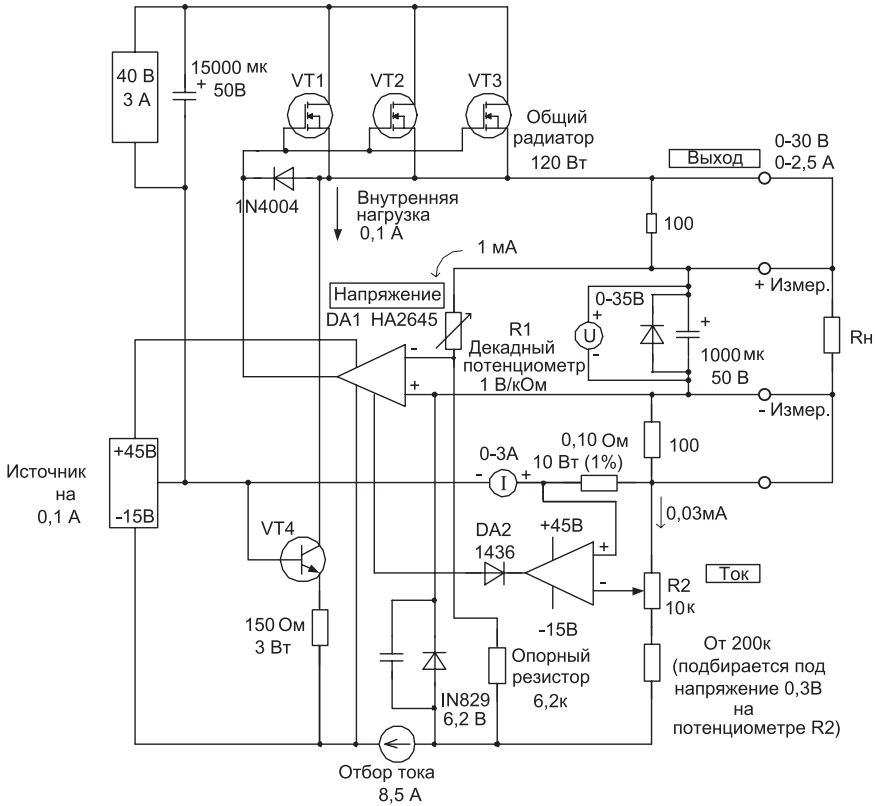 40 В
3 А
15000 мк
+ 50В
VT1
VT2
VT3
Общий
радиатор
120 Вт
0-30 В
0-2,5 А
Выход
1N4004
Внутренняя
нагрузка
0,1 А
100
1 мА
+ Измер.
Напряжение
DA1 HA2645
0-35В
+
U
-
+
R1
Декадный
потенциометр
1 В/кОм
-
+
1000 мк
50 В
Rн
- Измер.
100
Источник
на
0,1 А
+45В
-15В
0-3А
- I +
0,10 Ом
10 Вт (1%)
0,03мА
VT4
DA2
1436
+45В
+
-
-15В
R2
10к
Ток
150 Ом
3 Вт
IN829
6,2 В
Опорный
резистор
6,2к
От 200к
(подбирается под
напряжение 0,3В
на
потенциометре R2)
Отбор тока
8,5 А